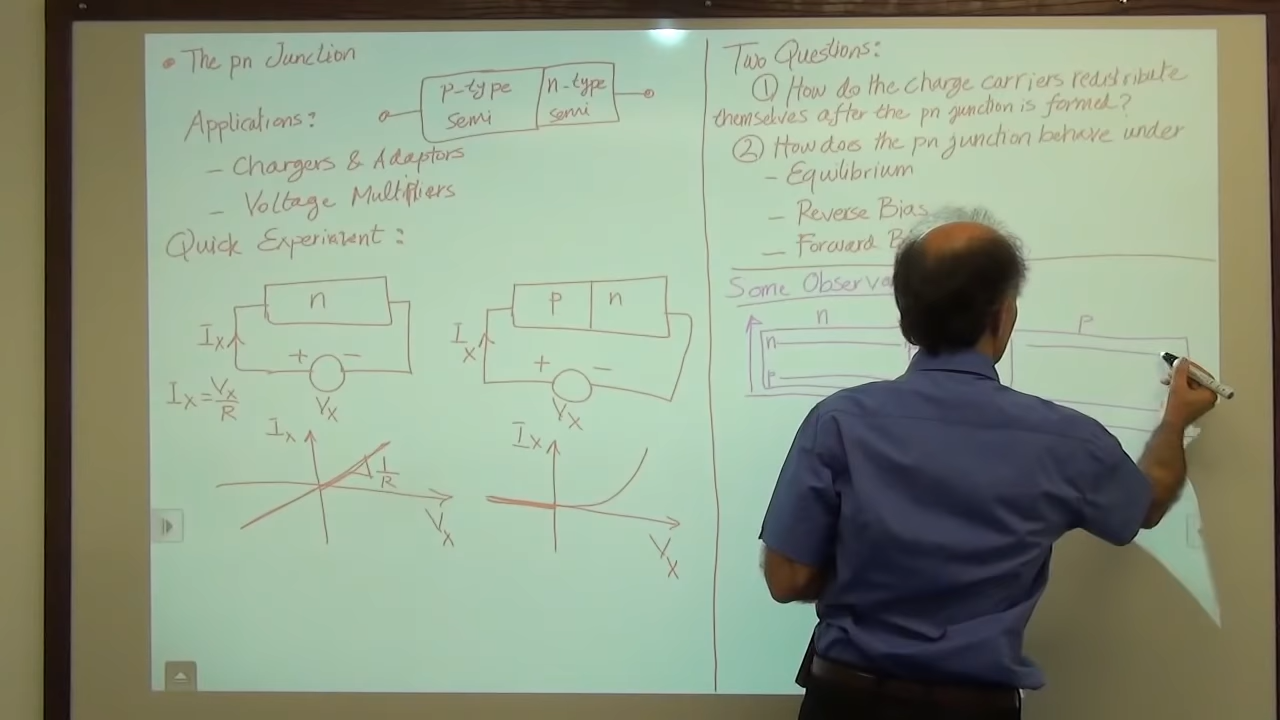 • The pn Junction
p-type semi
n-type semi
Applications:
- Chargers & Adaptors
- Voltage Multipliers
Quick Experiment:
n
Ix
+ -
Vx
Ix = Vx/R
Ix
1/R
Vx
p n
Ix
+ -
Vx
Ix
Vx
Two Questions:
① How do the charge carriers redistribute
themselves after the pn junction is formed?
② How does the pn junction behave under
- Equilibrium
- Reverse Bias
- Forward
Some
n
n
p
p